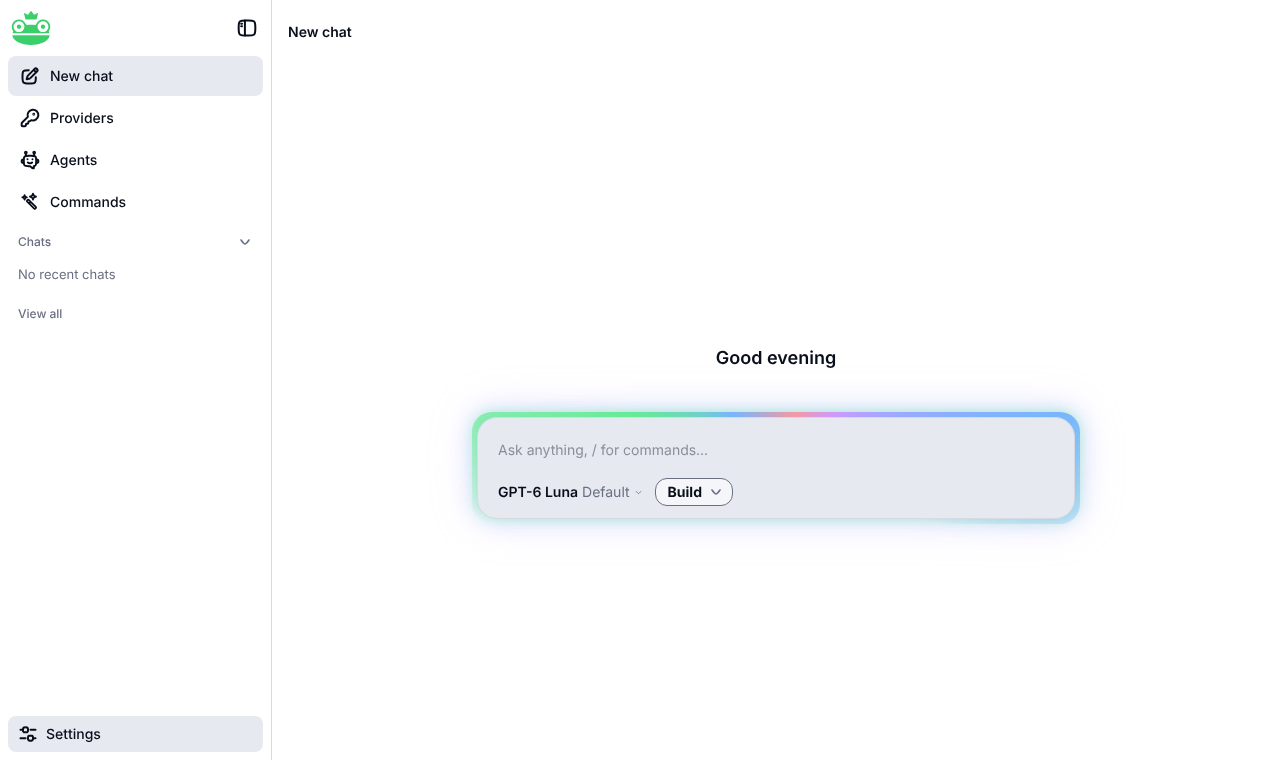 New chat
Providers
Agents
Commands
Chats
No recent chats
View all
Settings
New chat
Good evening
Ask anything, / for commands...
GPT-6 Luna Default
Build